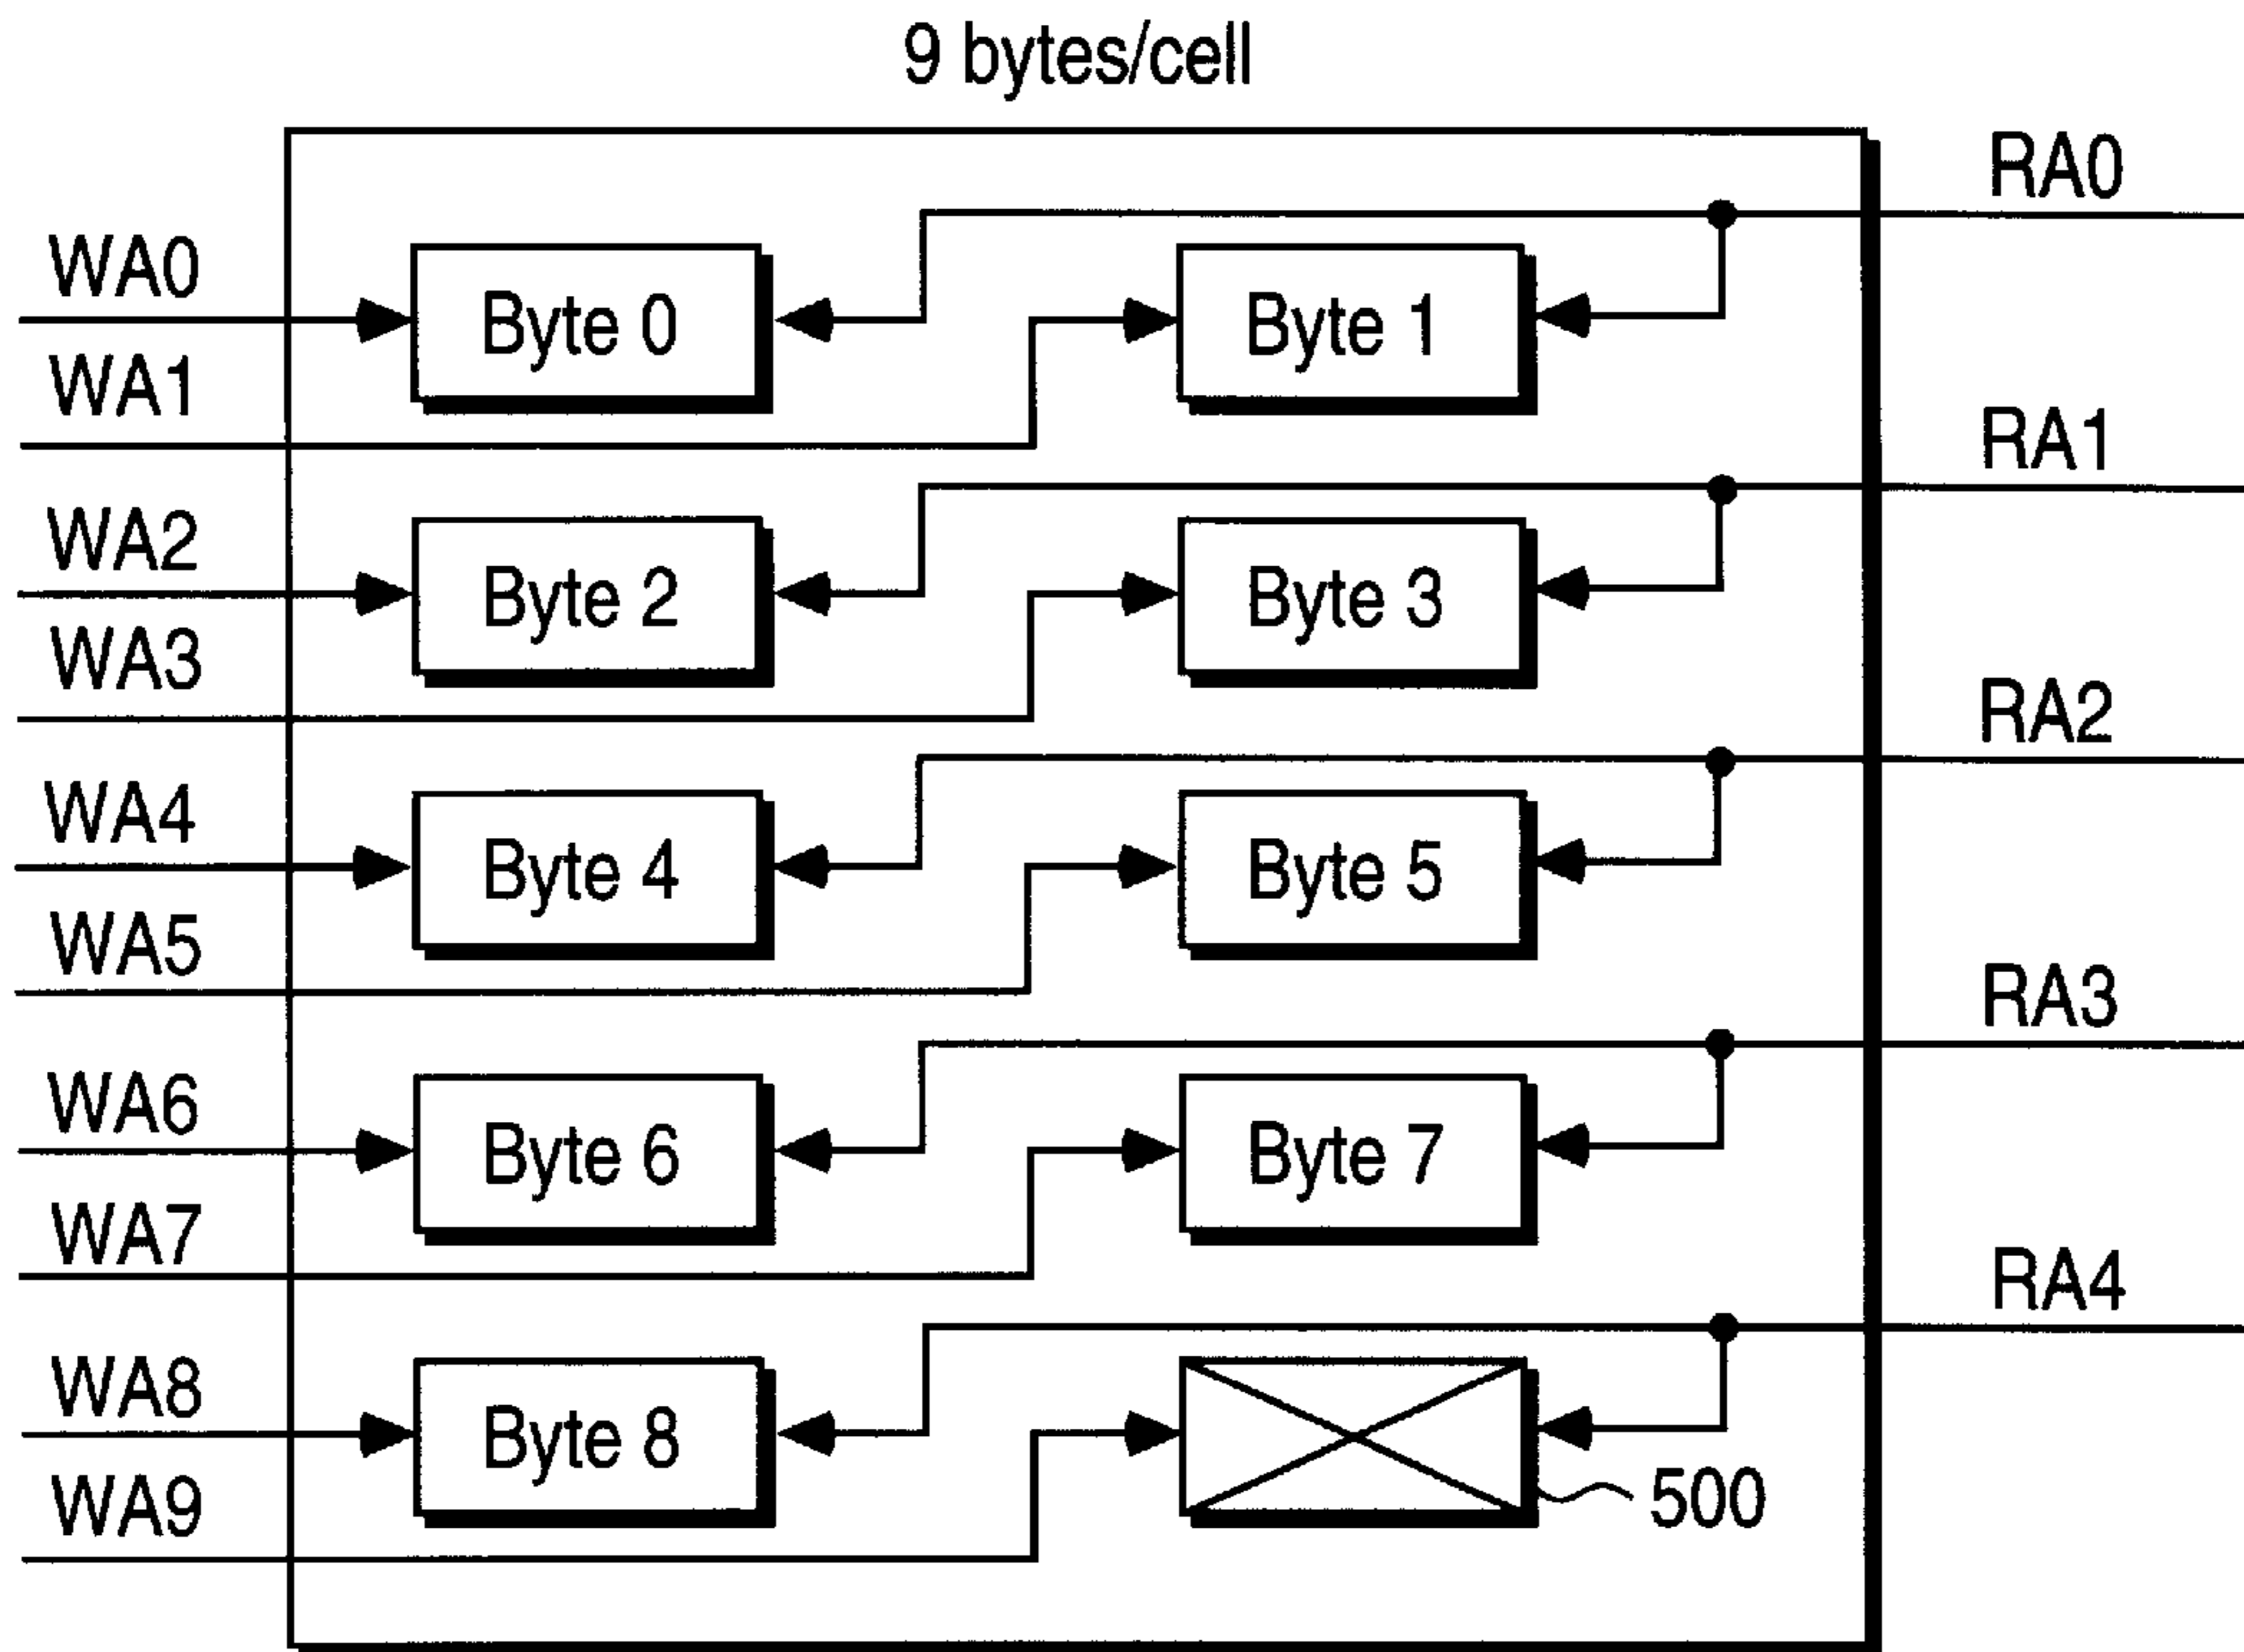 9 bytes/cell
RA0
WA0
Byte 0
Byte 1
WA1
RA1
WA2
Byte 2
Byte 3
WA3
RA2
WA4
Byte 4
Byte 5
WA5
RA3
WA6
Byte 6
Byte 7
WA7
RA4
WA8
Byte 8
WA9
500